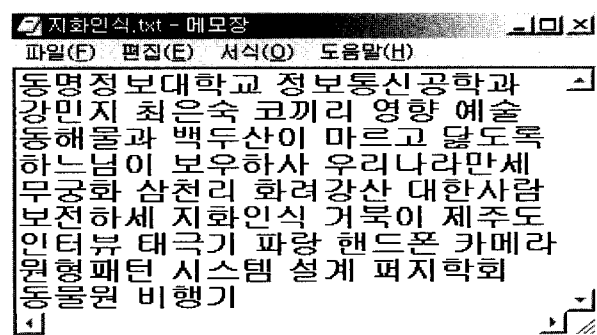 지화인식.txt - 메모장
파일(F) 편집(E) 서식(O) 도움말(H)
동명정보대학교 정보통신공학과
강민지 최은숙 코끼리 영향 예술
동해물과 백두산이 마르고 닳도록
하느님이 보우하사 우리나라만세
무궁화 삼천리 화려강산 대한사람
보전하세 지화인식 거북이 제주도
인터뷰 태극기 파랑 핸드폰 카메라
원형패턴 시스템 설계 퍼지학회
동물원 비행기